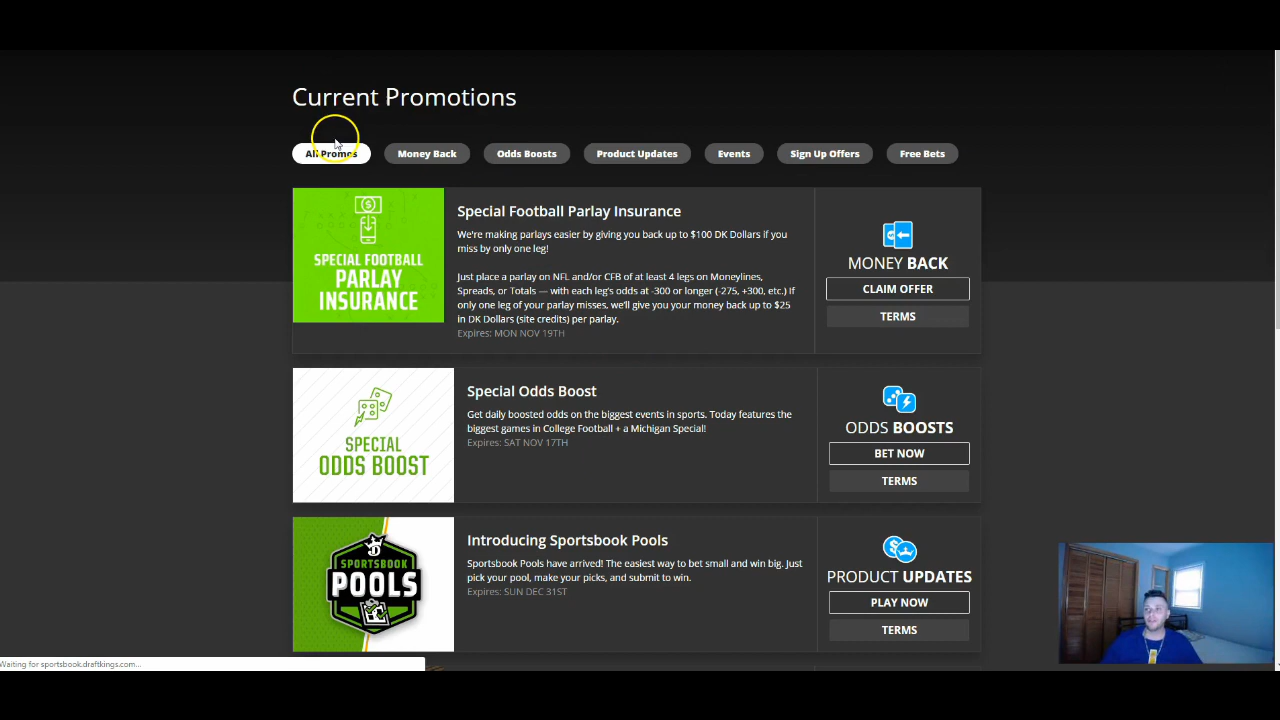 Current Promotions
All Promos
Money Back
Odds Boosts
Product Updates
Events
Sign Up Offers
Free Bets
SPECIAL FOOTBALL
PARLAY
INSURANCE
Special Football Parlay Insurance
We're making parlays easier by giving you back up to $100 DK Dollars if you
miss by only one leg!
Just place a parlay on NFL and/or CFB of at least 4 legs on Moneylines,
Spreads, or Totals — with each leg's odds at -300 or longer (-275, +300, etc.) If
only one leg of your parlay misses, we'll give you your money back up to $25
in DK Dollars (site credits) per parlay.
Expires: MON NOV 19TH
MONEY BACK
CLAIM OFFER
TERMS
SPECIAL
ODDS BOOST
Special Odds Boost
Get daily boosted odds on the biggest events in sports. Today features the
biggest games in College Football + a Michigan Special!
Expires: SAT NOV 17TH
ODDS BOOSTS
BET NOW
TERMS
SPORTSBOOK
POOLS
Introducing Sportsbook Pools
Sportsbook Pools have arrived! The easiest way to bet small and win big. Just
pick your pool, make your picks, and submit to win.
Expires: SUN DEC 31ST
PRODUCT UPDATES
PLAY NOW
TERMS
Waiting for sportsbook.draftkings.com...